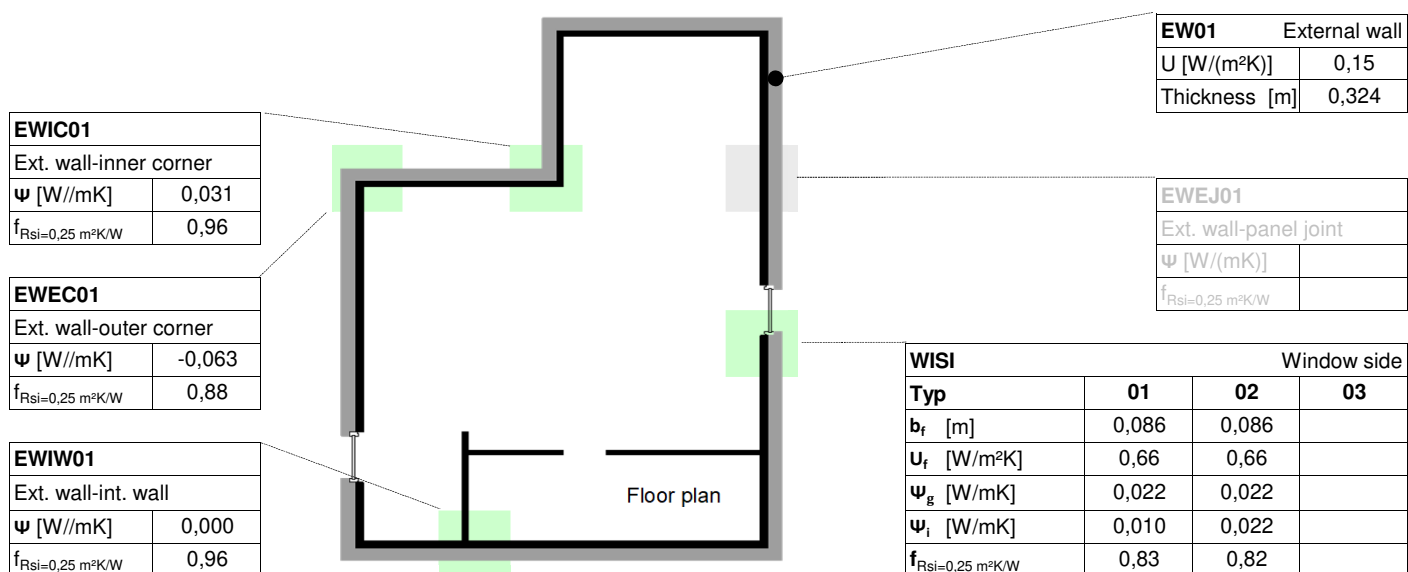 EW01 External wall
U [W/(m²K)] 0,15
Thickness [m] 0,324
EWIC01
Ext. wall-inner corner
Ψ [W//mK] 0,031
fRsi=0,25 m²K/W 0,96
EWEJ01
Ext. wall-panel joint
Ψ [W/(mK)]
fRsi=0,25 m²K/W
EWEC01
Ext. wall-outer corner
Ψ [W//mK] -0,063
fRsi=0,25 m²K/W 0,88
WISI Window side
Typ 01 02 03
bf [m] 0,086 0,086
Uf [W/m²K] 0,66 0,66
Ψg [W/mK] 0,022 0,022
Ψi [W/mK] 0,010 0,022
fRsi=0,25 m²K/W 0,83 0,82
EWIW01
Ext. wall-int. wall
Ψ [W//mK] 0,000
fRsi=0,25 m²K/W 0,96
Floor plan